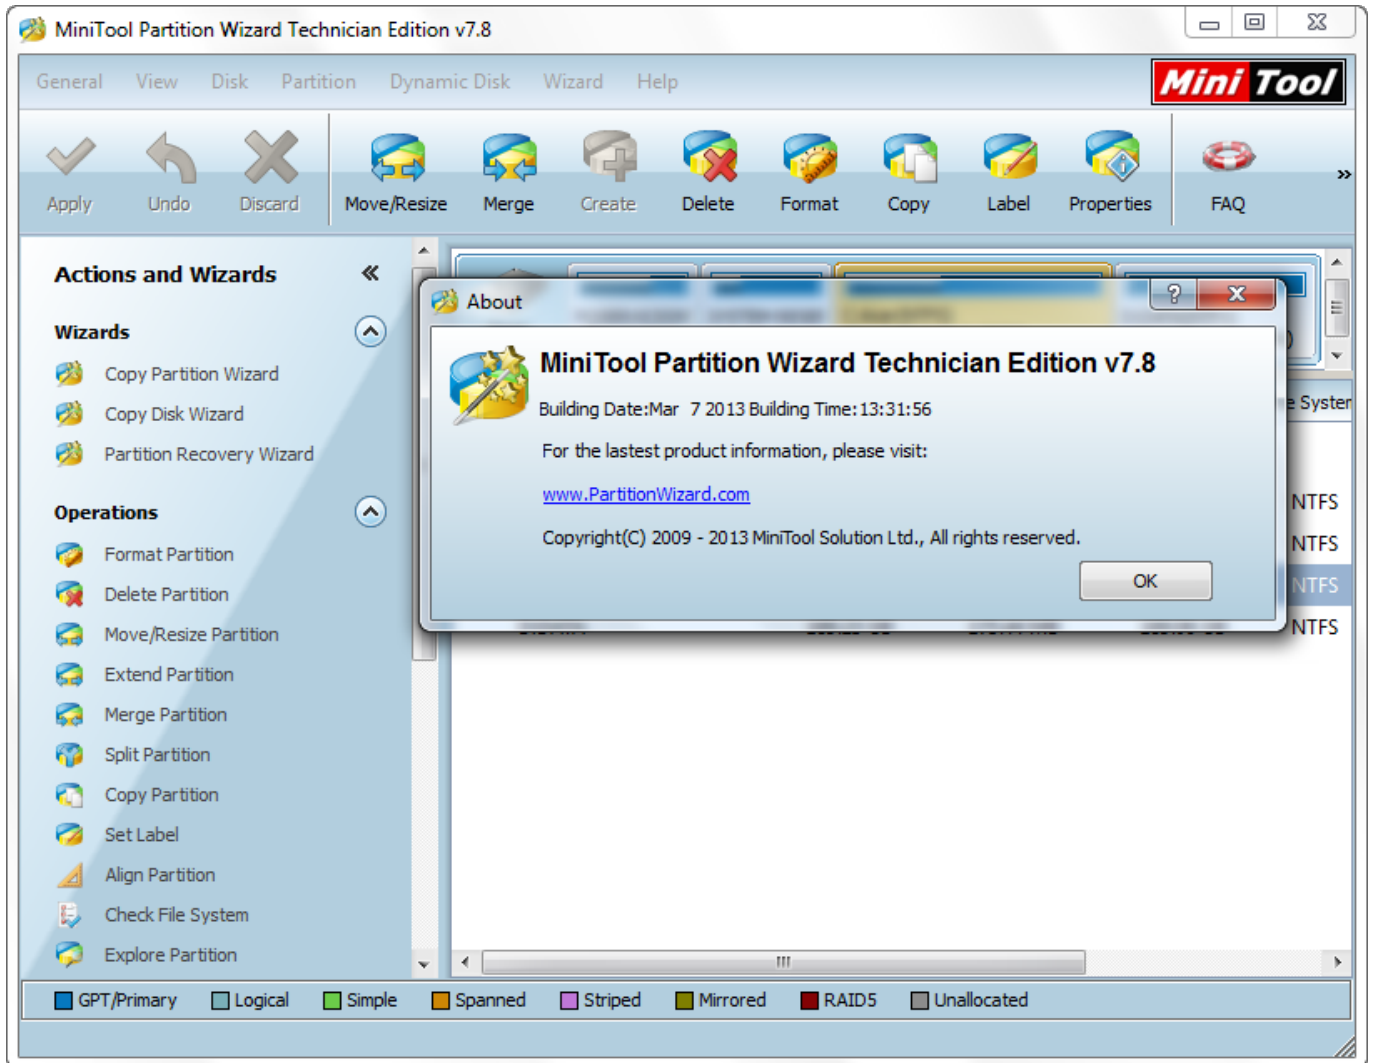 MiniTool Partition Wizard Technician Edition v7.8
General View Disk Partition Dynamic Disk Wizard Help
Mini Tool
Apply Undo Discard Move/Resize Merge Create Delete Format Copy Label Properties FAQ
Actions and Wizards
Wizards
Copy Partition Wizard
Copy Disk Wizard
Partition Recovery Wizard
Operations
Format Partition
Delete Partition
Move/Resize Partition
Extend Partition
Merge Partition
Split Partition
Copy Partition
Set Label
Align Partition
Check File System
Explore Partition
About
MiniTool Partition Wizard Technician Edition v7.8
Building Date:Mar 7 2013 Building Time:13:31:56
For the lastest product information, please visit:
www.PartitionWizard.com
Copyright(C) 2009 - 2013 MiniTool Solution Ltd., All rights reserved.
OK
NTFS
NTFS
NTFS
NTFS
GPT/Primary Logical Simple Spanned Striped Mirrored RAID5 Unallocated